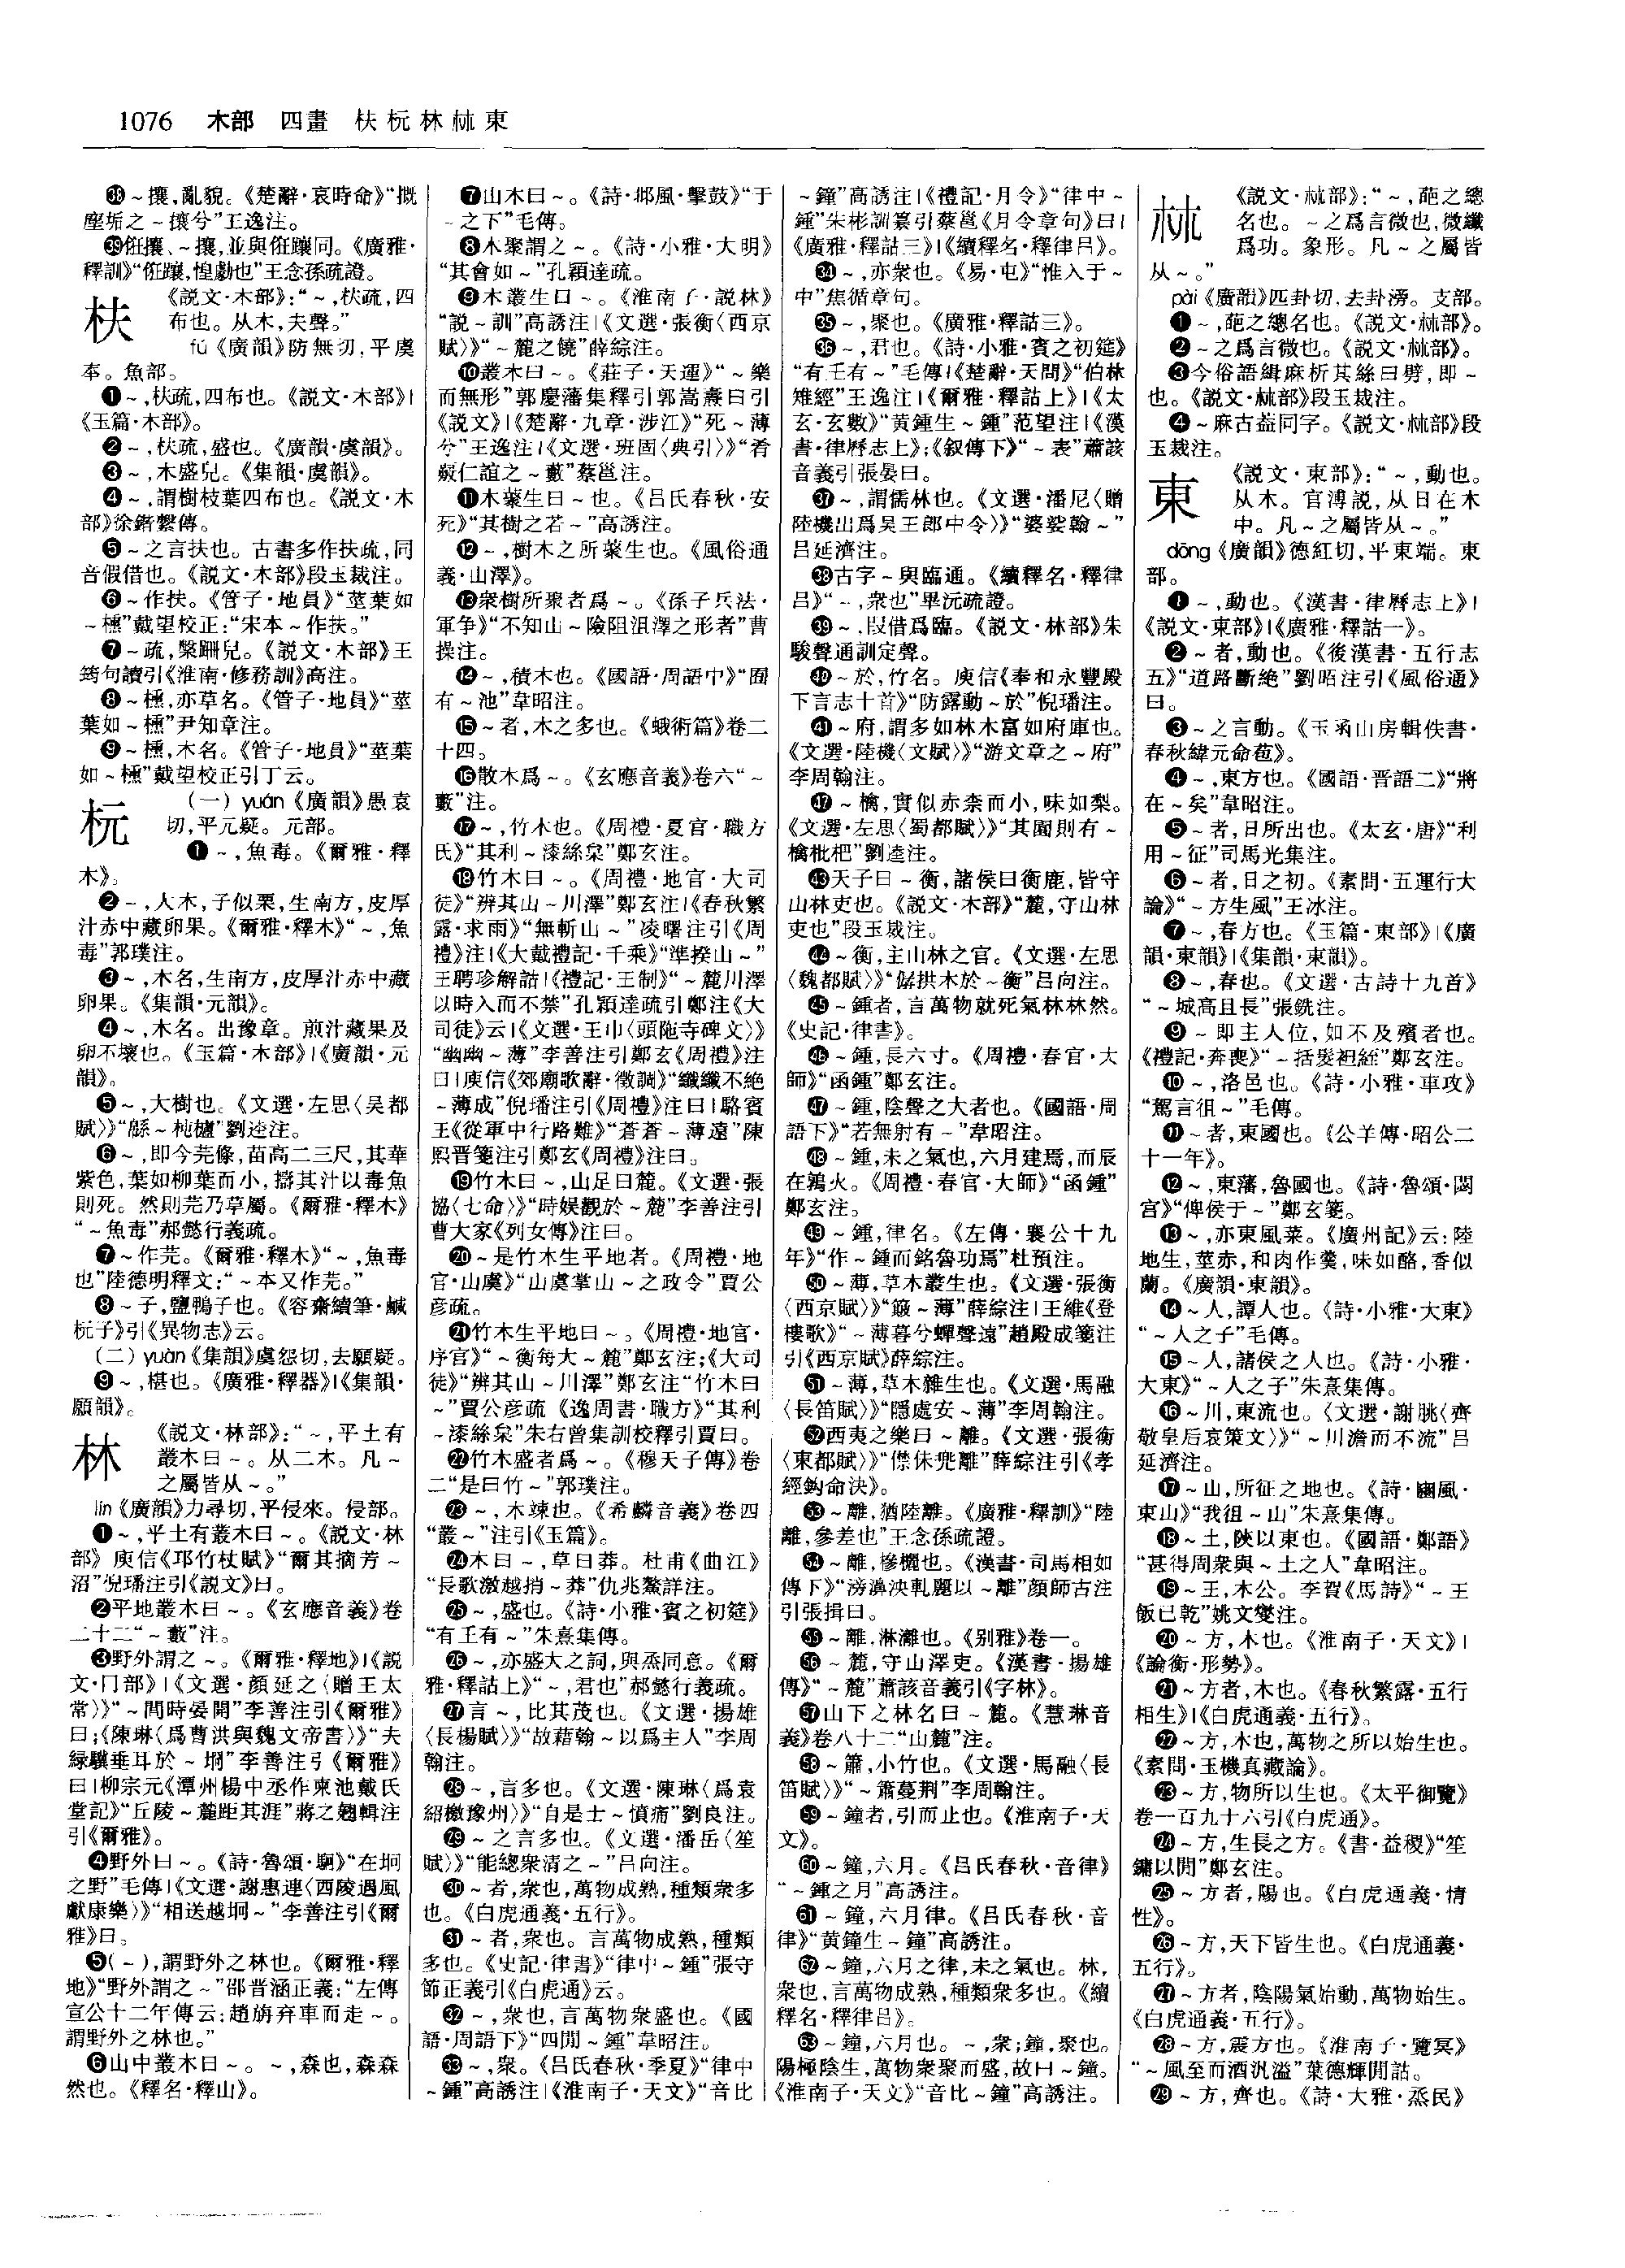 1076 木部 四畫 枎杬林𣏟東
㊳～攘,亂貌。《楚辭·哀時命》“摡
塵垢之～攘兮”王逸注。
㊴俇攘、～攘,並與俇躟同。《廣雅·
釋訓》“俇躟,惶劻也”王念孫疏證。
枎 《説文·木部》:“～,枎疏,四
布也。从木,夫聲。”
fú《廣韻》防無切,平虞
奉。魚部。
❶～,枎疏,四布也。《説文·木部》|
《玉篇·木部》。
❷～,枎疏,盛也。《廣韻·虞韻》。
❸～,木盛皃。《集韻·虞韻》。
❹～,謂樹枝葉四布也。《説文·木
部》徐鍇繫傳。
❺～之言扶也。古書多作扶疏,同
音假借也。《説文·木部》段玉裁注。
❻～作扶。《管子·地員》“莖葉如
～櫄”戴望校正:“宋本～作扶。”
❼～疏,槃跚皃。《説文·木部》王
筠句讀引《淮南·修務訓》高注。
❽～櫄,亦草名。《管子·地員》“莖
葉如～櫄”尹知章注。
❾～櫄,木名。《管子·地員》“莖葉
如～櫄”戴望校正引丁云。
杬 (一)yuán《廣韻》愚袁
切,平元疑。元部。
❶～,魚毒。《爾雅·釋
木》。
❷～,大木,子似栗,生南方,皮厚
汁赤中藏卵果。《爾雅·釋木》“～,魚
毒”郭璞注。
❸～,木名,生南方,皮厚汁赤中藏
卵果。《集韻·元韻》。
❹～,木名。出豫章。煎汁藏果及
卵不壞也。《玉篇·木部》|《廣韻·元
韻》。
❺～,大樹也。《文選·左思〈吴都
賦〉》“緜～杶櫨”劉逵注。
❻～,即今芫條,苗高二三尺,其華
紫色,葉如柳葉而小,擣其汁以毒魚
則死。然則芫乃草屬。《爾雅·釋木》
“～魚毒”郝懿行義疏。
❼～作芫。《爾雅·釋木》“～,魚毒
也”陸德明釋文:“～本又作芫。”
❽～子,鹽鴨子也。《容齋續筆·鹹
杬子》引《異物志》云。
(二)yuàn《集韻》虞怨切,去願疑。
❾～,椹也。《廣雅·釋器》|《集韻·
願韻》。
林 《説文·林部》:“～,平土有
叢木曰～。从二木。凡～
之屬皆从～。”
lín《廣韻》力尋切,平侵來。侵部。
❶～,平土有叢木曰～。《説文·林
部》庾信《邛竹杖賦》“爾其摘芳～
沼”倪璠注引《説文》曰。
❷平地叢木曰～。《玄應音義》卷
二十二“～藪”注。
❸野外謂之～。《爾雅·釋地》|《説
文·冂部》|《文選·顔延之〈贈王太
常〉》“～間時晏開”李善注引《爾雅》
曰;《陳琳〈爲曹洪與魏文帝書〉》“夫
緑驥垂耳於～坰”李善注引《爾雅》
曰|柳宗元《潭州楊中丞作東池戴氏
堂記》“丘陵～麓距其涯”蔣之翹輯注
引《爾雅》。
❹野外曰～。《詩·魯頌·駉》“在坰
之野”毛傳|《文選·謝惠連〈西陵遇風
獻康樂〉》“相送越坰～”李善注引《爾
雅》曰。
❺(～),謂野外之林也。《爾雅·釋
地》“野外謂之～”邵晋涵正義:“左傳
宣公十二年傳云:趙旃弃車而走～。
謂野外之林也。”
❻山中叢木曰～。～,森也,森森
然也。《釋名·釋山》。
❼山木曰～。《詩·邶風·擊鼓》“于
～之下”毛傳。
❽木聚謂之～。《詩·小雅·大明》
“其會如～”孔穎達疏。
❾木叢生曰～。《淮南子·説林》
“説～訓”高誘注|《文選·張衡〈西京
賦〉》“～麓之饒”薛綜注。
❿叢木曰～。《莊子·天運》“～樂
而無形”郭慶藩集釋引郭嵩燾曰引
《説文》|《楚辭·九章·涉江》“死～薄
兮”王逸注|《文選·班固〈典引〉》“肴
覈仁誼之～藪”蔡邕注。
⓫木藂生曰～也。《吕氏春秋·安
死》“其樹之若～”高誘注。
⓬～,樹木之所藂生也。《風俗通
義·山澤》。
⓭衆樹所聚者爲～。《孫子兵法·
軍争》“不知山～險阻沮澤之形者”曹
操注。
⓮～,積木也。《國語·周語中》“囿
有～池”韋昭注。
⓯～者,木之多也。《蛾術篇》卷二
十四。
⓰散木爲～。《玄應音義》卷六“～
藪”注。
⓱～,竹木也。《周禮·夏官·職方
氏》“其利～漆絲枲”鄭玄注。
⓲竹木曰～。《周禮·地官·大司
徒》“辨其山～川澤”鄭玄注|《春秋繁
露·求雨》“無斬山～”凌曙注引《周
禮》注|《大戴禮記·千乘》“準揆山～”
王聘珍解詁|《禮記·王制》“～麓川澤
以時入而不禁”孔穎達疏引鄭注《大
司徒》云|《文選·王巾〈頭陁寺碑文〉》
“幽幽～薄”李善注引鄭玄《周禮》注
曰|庾信《郊廟歌辭·徵調》“纖纖不絶
～薄成”倪璠注引《周禮》注曰|駱賓
王《從軍中行路難》“蒼蒼～薄遠”陳
熙晋箋注引鄭玄《周禮》注曰。
⓳竹木曰～,山足曰麓。《文選·張
協〈七命〉》“時娱觀於～麓”李善注引
曹大家《列女傳》注曰。
⓴～是竹木生平地者。《周禮·地
官·山虞》“山虞掌山～之政令”賈公
彦疏。
㉑竹木生平地曰～。《周禮·地官·
序官》“～衡每大～麓”鄭玄注;《大司
徒》“辨其山～川澤”鄭玄注“竹木曰
～”賈公彦疏《逸周書·職方》“其利
～漆絲枲”朱右曾集訓校釋引賈曰。
㉒竹木盛者爲～。《穆天子傳》卷
二“是曰竹～”郭璞注。
㉓～,木竦也。《希麟音義》卷四
“叢～”注引《玉篇》。
㉔木曰～,草曰莽。杜甫《曲江》
“長歌激越捎～莽”仇兆鰲詳注。
㉕～,盛也。《詩·小雅·賓之初筵》
“有壬有～”朱熹集傳。
㉖～,亦盛大之詞,與烝同意。《爾
雅·釋詁上》“～,君也”郝懿行義疏。
㉗言～,比其茂也。《文選·揚雄
〈長楊賦〉》“故藉翰～以爲主人”李周
翰注。
㉘～,言多也。《文選·陳琳〈爲袁
紹檄豫州〉》“自是士～憤痛”劉良注。
㉙～之言多也。《文選·潘岳〈笙
賦〉》“能總衆清之～”吕向注。
㉚～者,衆也,萬物成熟,種類衆多
也。《白虎通義·五行》。
㉛～者,衆也。言萬物成熟,種類
多也。《史記·律書》“律中～鍾”張守
節正義引《白虎通》云。
㉜～,衆也,言萬物衆盛也。《國
語·周語下》“四間～鍾”韋昭注。
㉝～,衆。《吕氏春秋·季夏》“律中
～鍾”高誘注|《淮南子·天文》“音比
～鐘”高誘注|《禮記·月令》“律中～
鍾”朱彬訓纂引蔡邕《月令章句》曰|
《廣雅·釋詁三》|《續釋名·釋律吕》。
㉞～,亦衆也。《易·屯》“惟入于～
中”焦循章句。
㉟～,聚也。《廣雅·釋詁三》。
㊱～,君也。《詩·小雅·賓之初筵》
“有壬有～”毛傳|《楚辭·天問》“伯林
雉經”王逸注|《爾雅·釋詁上》|《太
玄·玄數》“黄鍾生～鍾”范望注|《漢
書·律曆志上》;《叙傳下》“～表”蕭該
音義引張晏曰。
㊲～,謂儒林也。《文選·潘尼〈贈
陸機出爲吴王郎中令〉》“婆娑翰～”
吕延濟注。
㊳古字～與臨通。《續釋名·釋律
吕》“～,衆也”畢沅疏證。
㊴～,叚借爲臨。《説文·林部》朱
駿聲通訓定聲。
㊵～於,竹名。庾信《奉和永豐殿
下言志十首》“防露動～於”倪璠注。
㊶～府,謂多如林木富如府庫也。
《文選·陸機〈文賦〉》“游文章之～府”
李周翰注。
㊷～檎,實似赤柰而小,味如梨。
《文選·左思〈蜀都賦〉》“其園則有～
檎枇杷”劉逵注。
㊸天子曰～衡,諸侯曰衡鹿,皆守
山林吏也。《説文·木部》“麓,守山林
吏也”段玉裁注。
㊹～衡,主山林之官。《文選·左思
〈魏都賦〉》“僝拱木於～衡”吕向注。
㊺～鍾者,言萬物就死氣林林然。
《史記·律書》。
㊻～鍾,長六寸。《周禮·春官·大
師》“函鍾”鄭玄注。
㊼～鍾,陰聲之大者也。《國語·周
語下》“若無射有～”韋昭注。
㊽～鍾,未之氣也,六月建焉,而辰
在鶉火。《周禮·春官·大師》“函鍾”
鄭玄注。
㊾～鍾,律名。《左傳·襄公十九
年》“作～鍾而銘魯功焉”杜預注。
㊿～薄,草木叢生也。《文選·張衡
〈西京賦〉》“簸～薄”薛綜注|王維《登
樓歌》“～薄暮兮蟬聲遠”趙殿成箋注
引《西京賦》薛綜注。
51～薄,草木雜生也。《文選·馬融
〈長笛賦〉》“隱處安～薄”李周翰注。
52西夷之樂曰～離。《文選·張衡
〈東都賦〉》“僸佅兜離”薛綜注引《孝
經鉤命決》。
53～離,猶陸離。《廣雅·釋訓》“陸
離,參差也”王念孫疏證。
54～離,摻欐也。《漢書·司馬相如
傳下》“滂濞泱軋麗以～離”顔師古注
引張揖曰。
55～離,淋灕也。《别雅》卷一。
56～麓,守山澤吏。《漢書·揚雄
傳》“～麓”蕭該音義引《字林》。
57山下之林名曰～麓。《慧琳音
義》卷八十二“山麓”注。
58～簫,小竹也。《文選·馬融〈長
笛賦〉》“～簫蔓荆”李周翰注。
59～鐘者,引而止也。《淮南子·天
文》。
60～鐘,六月。《吕氏春秋·音律》
“～鍾之月”高誘注。
61～鐘,六月律。《吕氏春秋·音
律》“黄鐘生～鐘”高誘注。
62～鐘,六月之律,未之氣也。林,
衆也,言萬物成熟,種類衆多也。《續
釋名·釋律吕》。
63～鐘,六月也。～,衆;鐘,聚也。
陽極陰生,萬物衆聚而盛,故曰～鐘。
《淮南子·天文》“音比～鐘”高誘注。
𣏟 《説文·𣏟部》:“～,葩之總
名也。～之爲言微也,微纖
爲功。象形。凡～之屬皆
从～。”
pài《廣韻》匹卦切,去卦滂。支部。
❶～,葩之總名也。《説文·𣏟部》。
❷～之爲言微也。《説文·𣏟部》。
❸今俗語緝麻析其絲曰劈,即～
也。《説文·𣏟部》段玉裁注。
❹～麻古葢同字。《説文·𣏟部》段
玉裁注。
東 《説文·東部》:“～,動也。
从木。官溥説,从日在木
中。凡～之屬皆从～。”
dōng《廣韻》德紅切,平東端。東
部。
❶～,動也。《漢書·律曆志上》|
《説文·東部》|《廣雅·釋詁一》。
❷～者,動也。《後漢書·五行志
五》“道路斷絶”劉昭注引《風俗通》
曰。
❸～之言動。《玉函山房輯佚書·
春秋緯元命苞》。
❹～,東方也。《國語·晋語二》“將
在～矣”韋昭注。
❺～者,日所出也。《太玄·唐》“利
用～征”司馬光集注。
❻～者,日之初。《素問·五運行大
論》“～方生風”王冰注。
❼～,春方也。《玉篇·東部》|《廣
韻·東韻》|《集韻·東韻》。
❽～,春也。《文選·古詩十九首》
“～城高且長”張銑注。
❾～即主人位,如不及殯者也。
《禮記·奔喪》“～括髮袒絰”鄭玄注。
❿～,洛邑也。《詩·小雅·車攻》
“駕言徂～”毛傳。
⓫～者,東國也。《公羊傳·昭公二
十一年》。
⓬～,東藩,魯國也。《詩·魯頌·閟
宫》“俾侯于～”鄭玄箋。
⓭～,亦東風菜。《廣州記》云:陸
地生,莖赤,和肉作羹,味如酪,香似
蘭。《廣韻·東韻》。
⓮～人,譚人也。《詩·小雅·大東》
“～人之子”毛傳。
⓯～人,諸侯之人也。《詩·小雅·
大東》“～人之子”朱熹集傳。
⓰～川,東流也。《文選·謝朓〈齊
敬皇后哀策文〉》“～川澹而不流”吕
延濟注。
⓱～山,所征之地也。《詩·豳風·
東山》“我徂～山”朱熹集傳。
⓲～土,陜以東也。《國語·鄭語》
“甚得周衆與～土之人”韋昭注。
⓳～王,木公。李賀《馬詩》“～王
飯已乾”姚文燮注。
⓴～方,木也。《淮南子·天文》|
《論衡·形勢》。
㉑～方者,木也。《春秋繁露·五行
相生》|《白虎通義·五行》。
㉒～方,木也,萬物之所以始生也。
《素問·玉機真藏論》。
㉓～方,物所以生也。《太平御覽》
卷一百九十六引《白虎通》。
㉔～方,生長之方。《書·益稷》“笙
鏞以間”鄭玄注。
㉕～方者,陽也。《白虎通義·情
性》。
㉖～方,天下皆生也。《白虎通義·
五行》。
㉗～方者,陰陽氣始動,萬物始生。
《白虎通義·五行》。
㉘～方,震方也。《淮南子·覽冥》
“～風至而酒汎溢”葉德輝閒詁。
㉙～方,齊也。《詩·大雅·烝民》